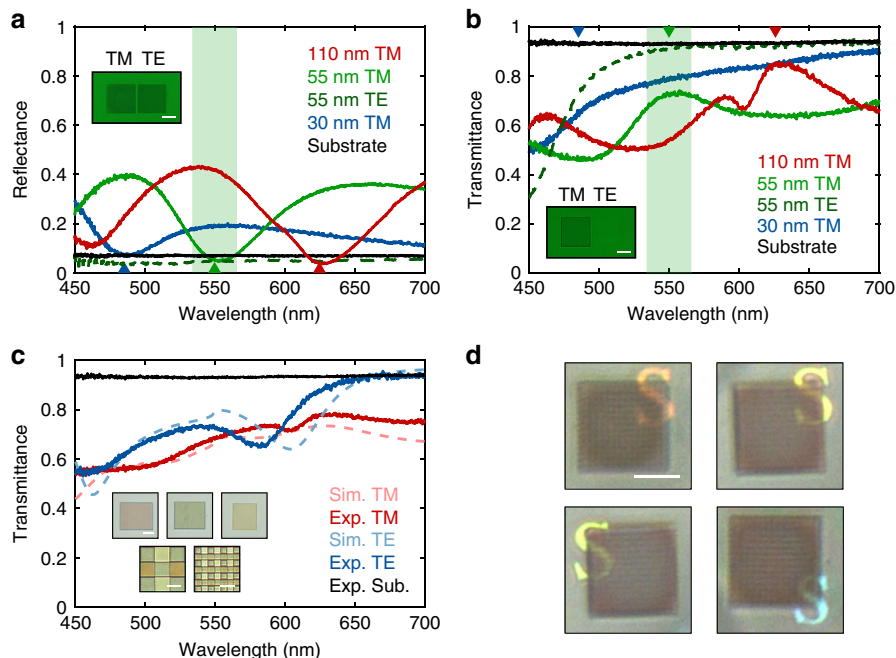 a
1
0.8
0.6
0.4
0.2
0
Reflectance
TM TE
110 nm TM
55 nm TM
55 nm TE
30 nm TM
Substrate
450 500 550 600 650 700
Wavelength (nm)
b
1
0.8
0.6
0.4
0.2
0
Transmittance
TM TE
110 nm TM
55 nm TM
55 nm TE
30 nm TM
Substrate
450 500 550 600 650 700
Wavelength (nm)
c
1
0.8
0.6
0.4
0.2
0
Transmittance
Sim. TM
Exp. TM
Sim. TE
Exp. TE
Exp. Sub.
450 500 550 600 650 700
Wavelength (nm)
d
S
S
S
S